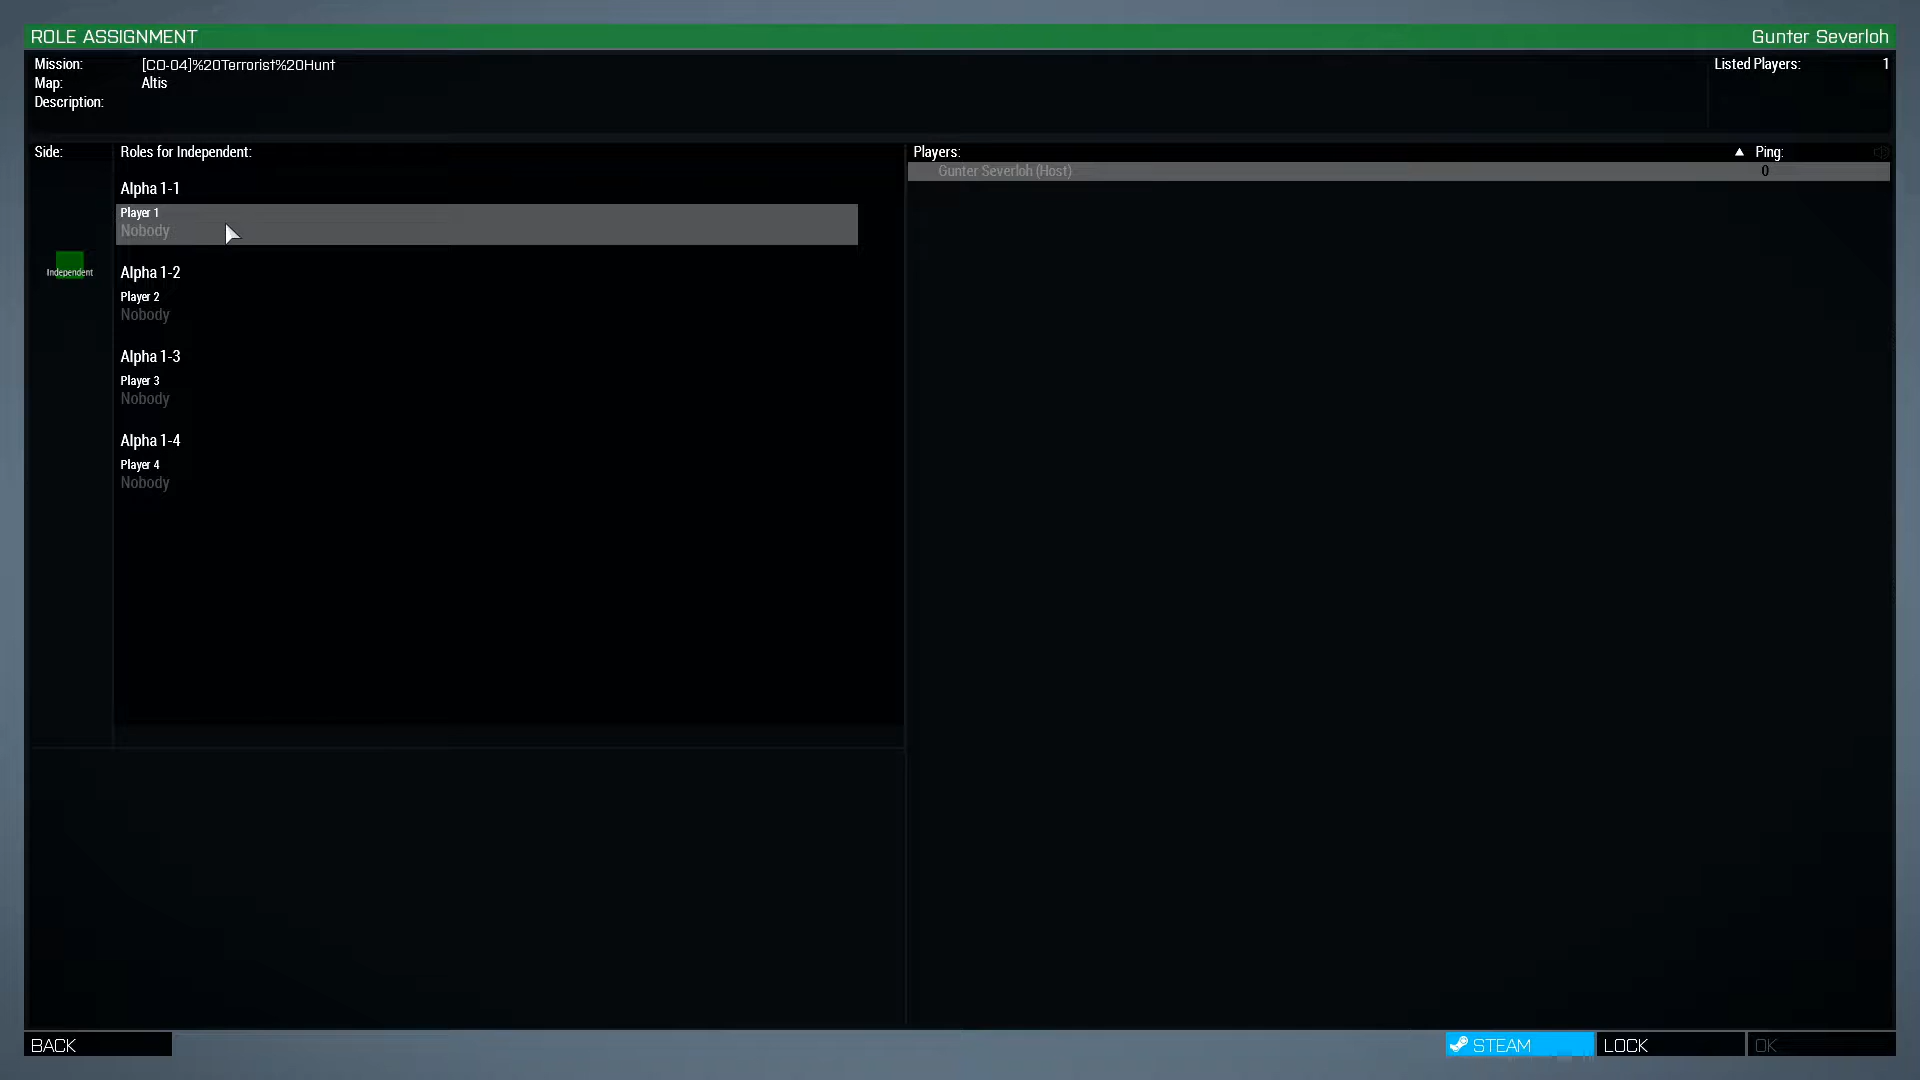 ROLE ASSIGNMENT
Gunter Severloh
Mission: [CO-04]%20Terrorist%20Hunt
Listed Players: 1
Map: Altis
Description:
Side:
Independent
Roles for Independent:
Alpha 1-1
Player 1
Nobody
Alpha 1-2
Player 2
Nobody
Alpha 1-3
Player 3
Nobody
Alpha 1-4
Player 4
Nobody
Players: ▲ Ping:
Gunter Severloh (Host) 0
BACK
STEAM
LOCK
OK